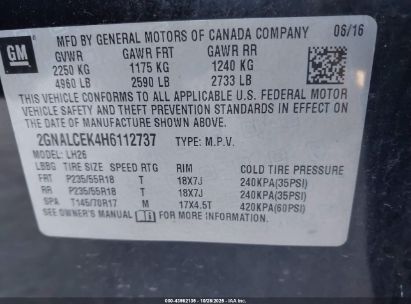 MFD BY GENERAL MOTORS OF CANADA COMPANY 06/16
GM
GVWR GAWR FRT GAWR RR
2250 KG 1175 KG 1240 KG
4960 LB 2590 LB 2733 LB
THIS VEHICLE CONFORMS TO ALL APPLICABLE U.S. FEDERAL MOTOR
VEHICLE SAFETY AND THEFT PREVENTION STANDARDS IN EFFECT ON
THE DATE OF MANUFACTURE SHOWN ABOVE.
2GNALCEK4H6112737 TYPE: M.P.V.
MODEL: LH26
LBBG TIRE SIZE SPEED RTG RIM COLD TIRE PRESSURE
FRT P235/55R18 T 18X7J 240KPA(35PSI)
RR P235/55R18 T 18X7J 240KPA(35PSI)
SPA T145/70R17 M 17X4.5T 420KPA(60PSI)
SEE OWNER'S MANUAL FOR MORE INFORMATION.